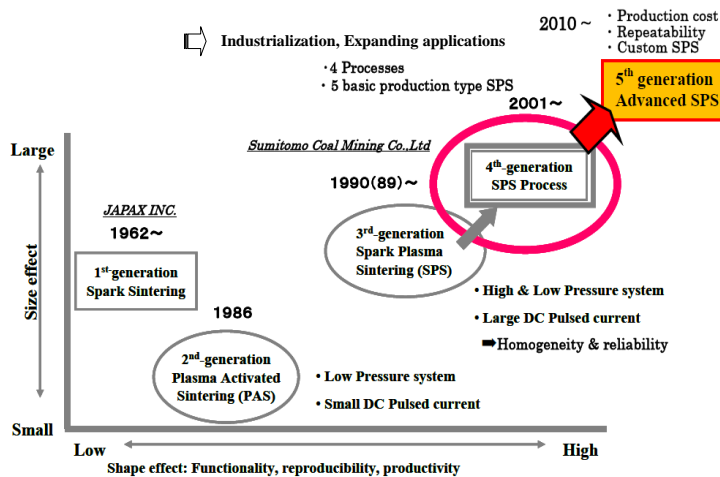 2010～
· Production cost
· Repeatability
· Custom SPS
Industrialization, Expanding applications
· 4 Processes
· 5 basic production type SPS
5th generation
Advanced SPS
2001～
Sumitomo Coal Mining Co.,Ltd
4th-generation
SPS Process
1990(89)～
3rd-generation
Spark Plasma
Sintering (SPS)
JAPAX INC.
1962～
1st-generation
Spark Sintering
1986
2nd-generation
Plasma Activated
Sintering (PAS)
• High & Low Pressure system
• Large DC Pulsed current
➡Homogeneity & reliability
• Low Pressure system
• Small DC Pulsed current
Large
Size effect
Small
Low
High
Shape effect: Functionality, reproducibility, productivity